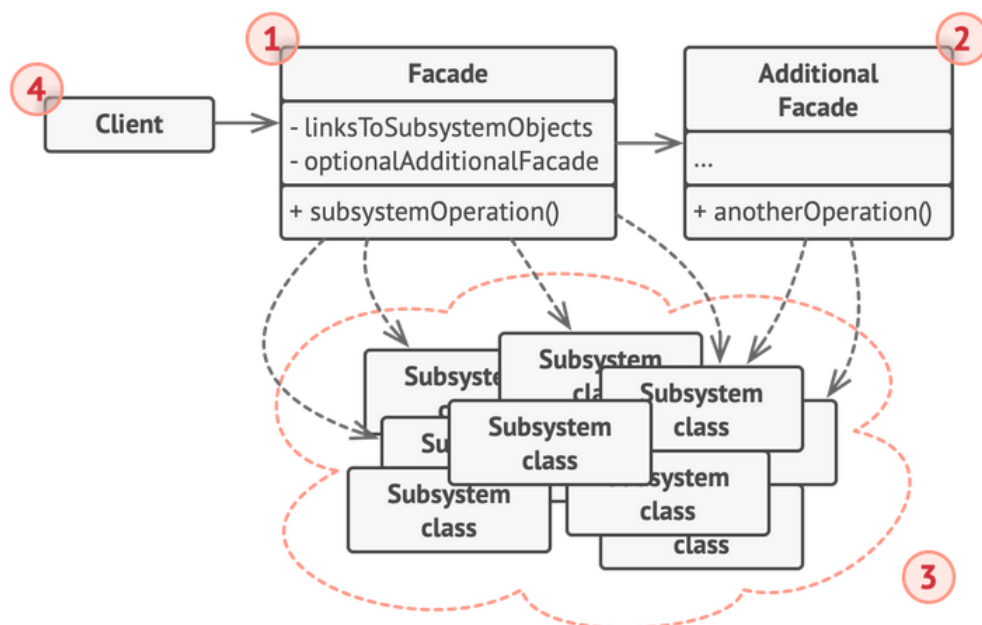 1
2
4
Facade
Additional
Facade
Client
- linksToSubsystemObjects
- optionalAdditionalFacade
...
+ subsystemOperation()
+ anotherOperation()
Subsystem
class
Subsystem
class
Subsystem
class
Subsystem
class
Subsystem
class
class
3